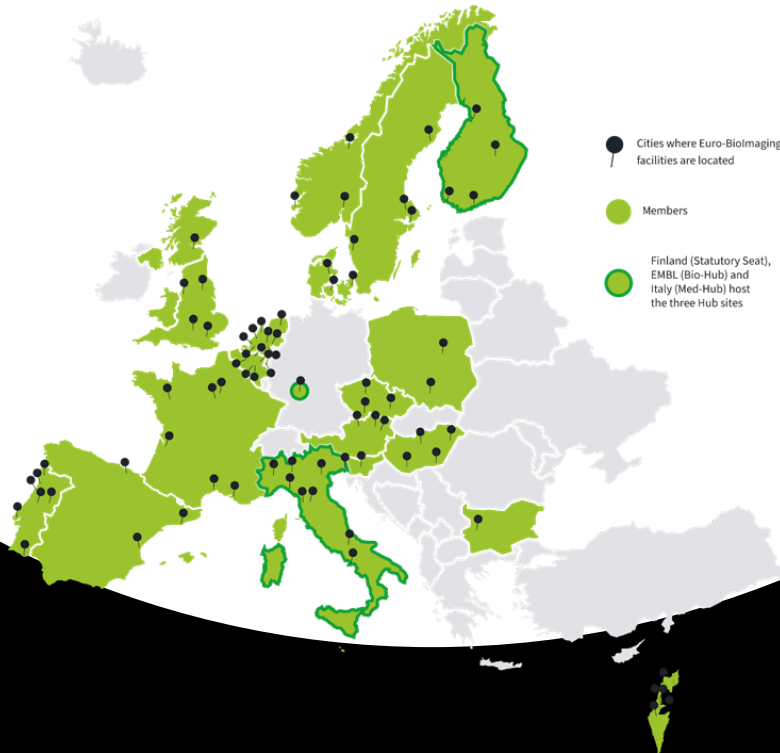 Cities where Euro-BioImaging
facilities are located
Members
Finland (Statutory Seat),
EMBL (Bio-Hub) and
Italy (Med-Hub) host
the three Hub sites